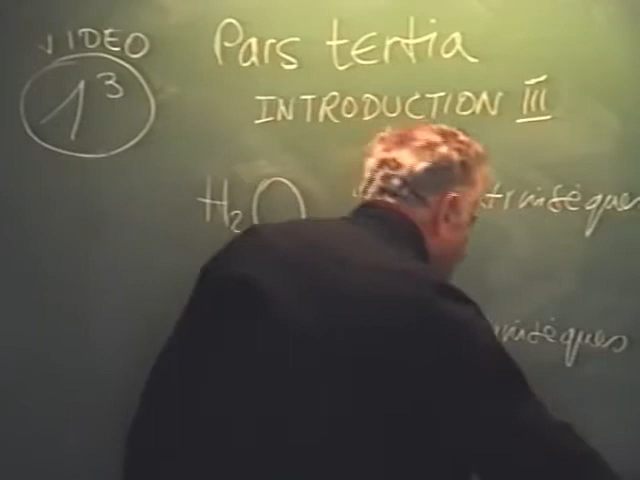 VIDEO
1³
Pars tertia
INTRODUCTION III
H₂O